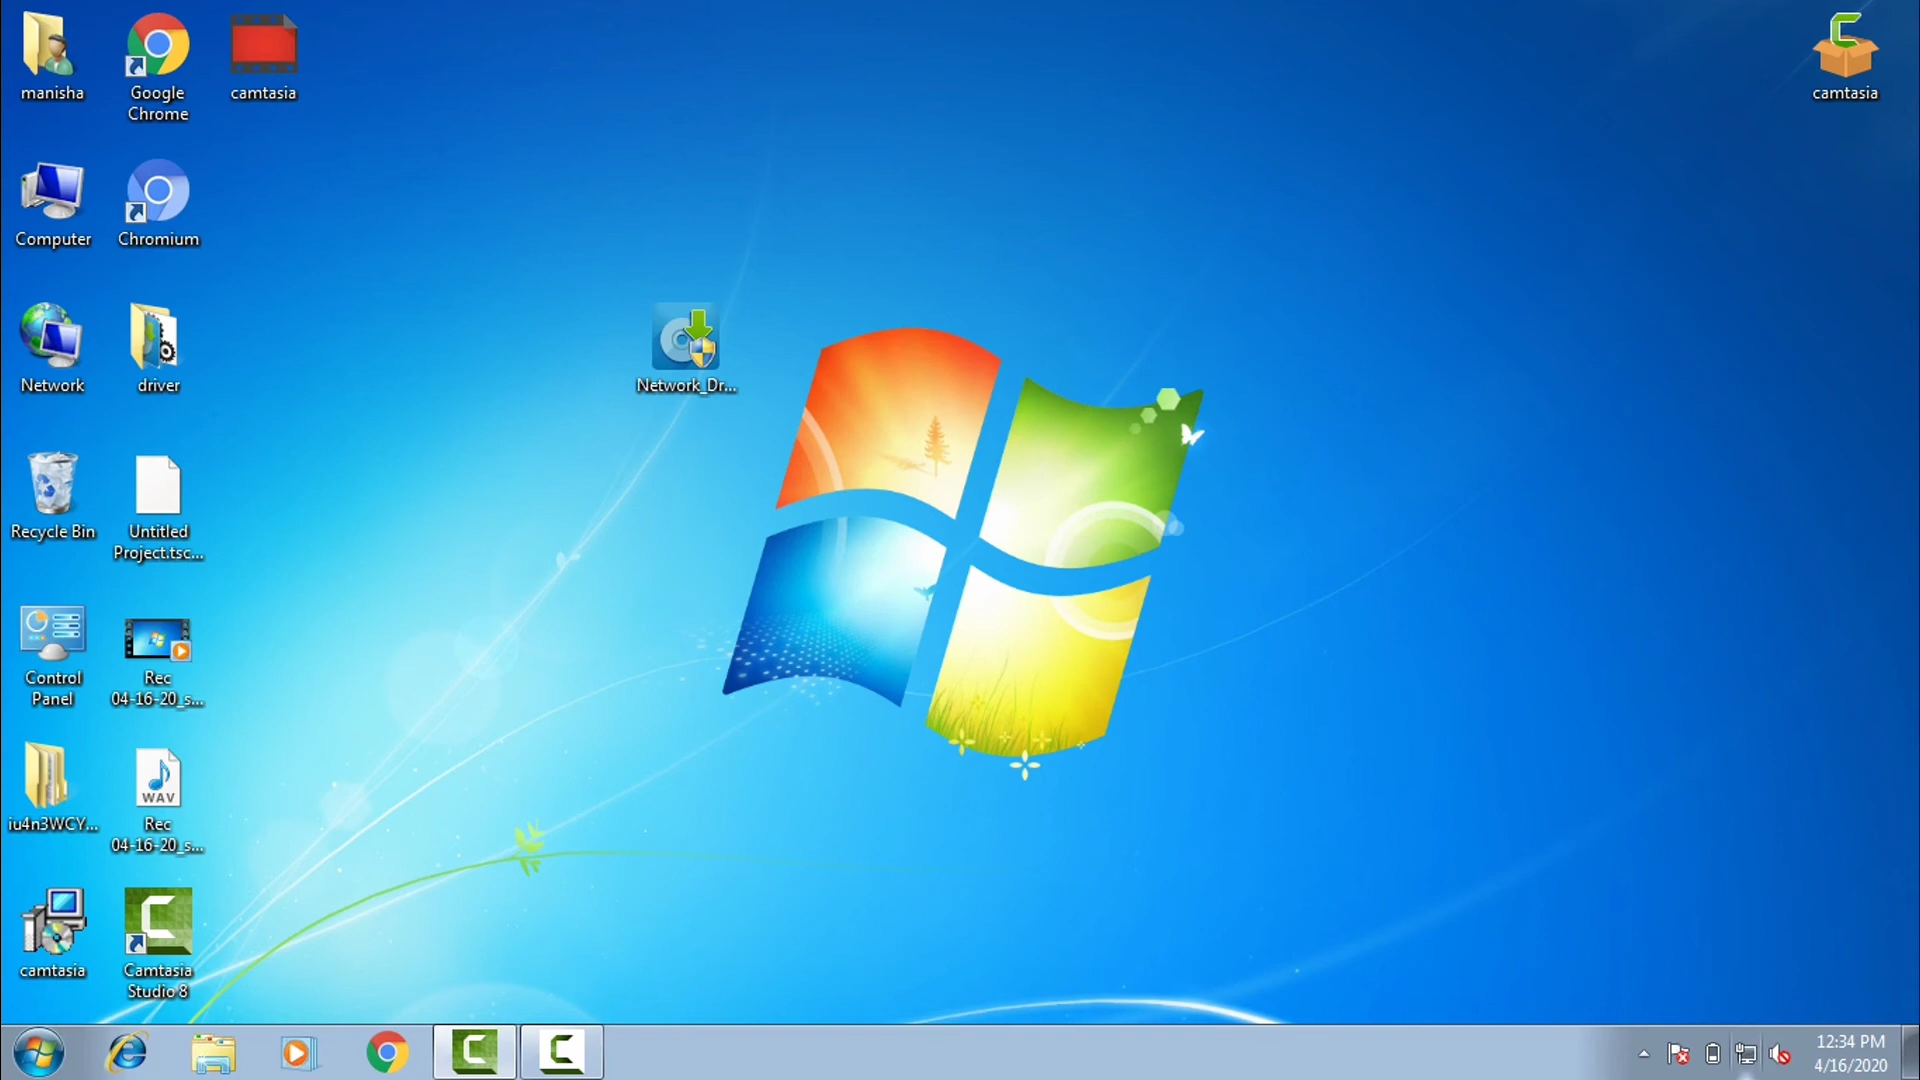 manisha
Google
Chrome
camtasia
camtasia
Computer
Chromium
Network
driver
Network_Dr...
Recycle Bin
Untitled
Project.tsc...
Control
Panel
Rec
04-16-20_s...
iu4n3WCY...
WAV
Rec
04-16-20_s...
camtasia
Camtasia
Studio 8
12:34 PM
4/16/2020